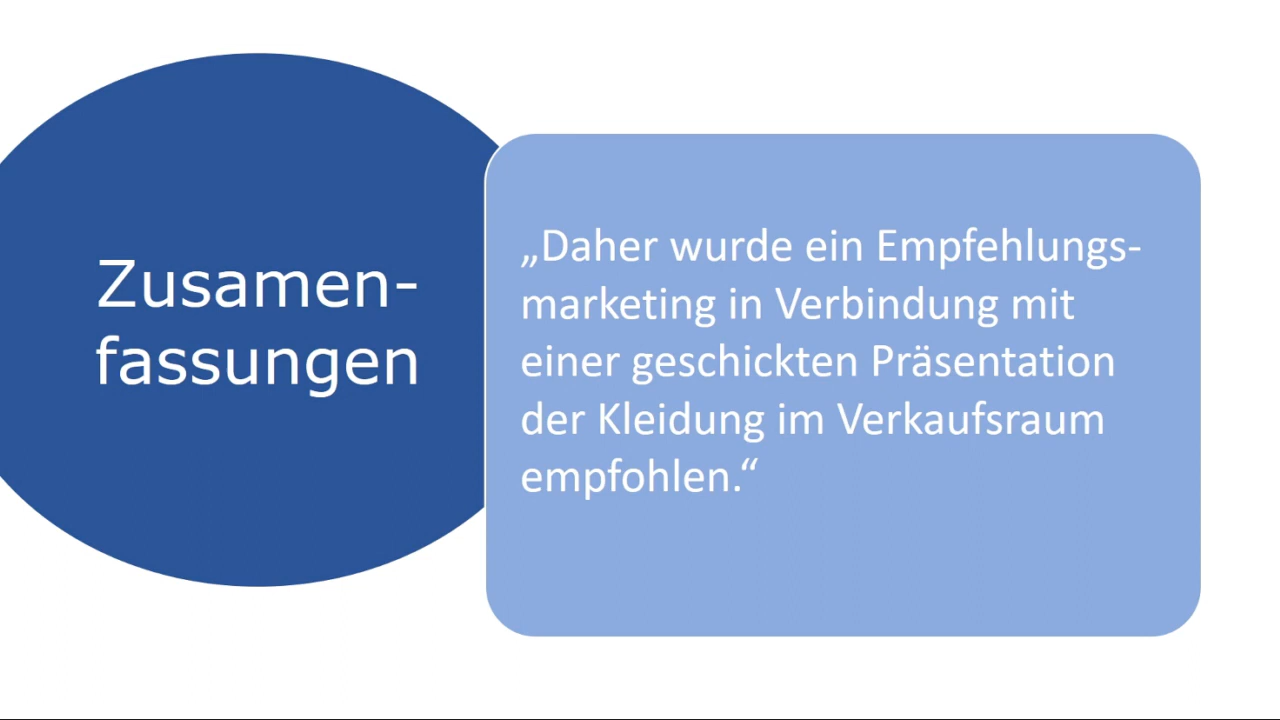 Zusamen-
fassungen
„Daher wurde ein Empfehlungs-
marketing in Verbindung mit
einer geschickten Präsentation
der Kleidung im Verkaufsraum
empfohlen.“